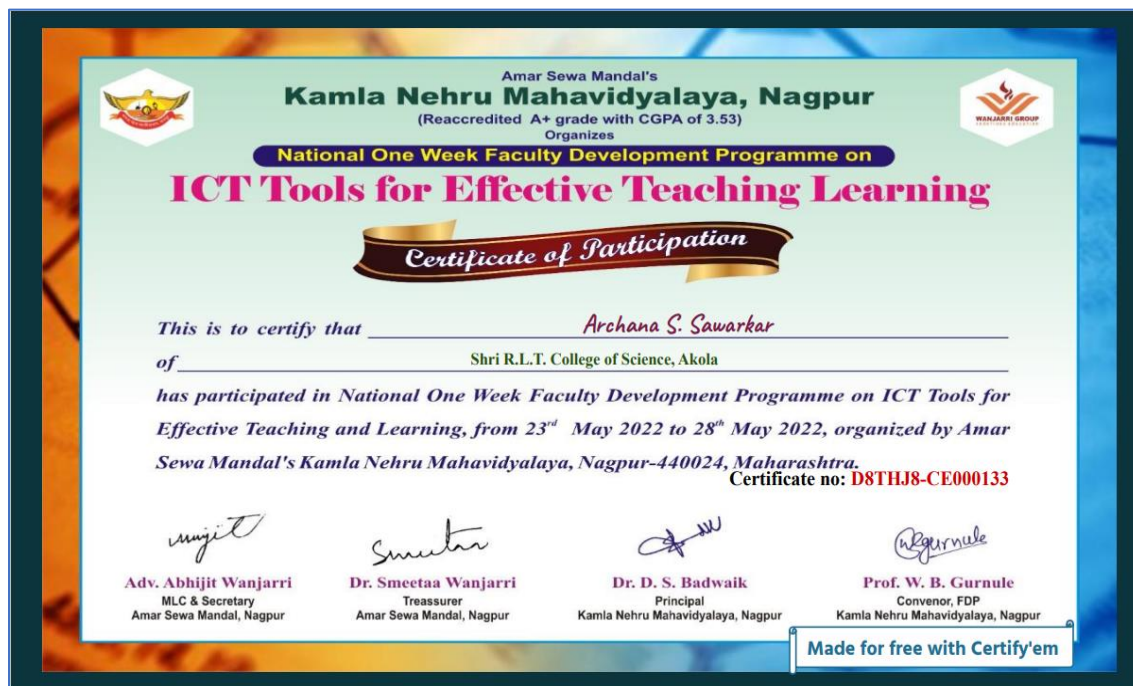 Amar Sewa Mandal's
Kamla Nehru Mahavidyalaya, Nagpur
(Reaccredited A+ grade with CGPA of 3.53)
Organizes
National One Week Faculty Development Programme on
ICT Tools for Effective Teaching Learning
Certificate of Participation
This is to certify that Archana S. Sawarkar
of Shri R.L.T. College of Science, Akola
has participated in National One Week Faculty Development Programme on ICT Tools for
Effective Teaching and Learning, from 23rd May 2022 to 28th May 2022, organized by Amar
Sewa Mandal's Kamla Nehru Mahavidyalaya, Nagpur-440024, Maharashtra.
Certificate no: D8THJ8-CE000133
Adv. Abhijit Wanjarri
MLC & Secretary
Amar Sewa Mandal, Nagpur
Dr. Smeetaa Wanjarri
Treassurer
Amar Sewa Mandal, Nagpur
Dr. D. S. Badwaik
Principal
Kamla Nehru Mahavidyalaya, Nagpur
Prof. W. B. Gurnule
Convenor, FDP
Kamla Nehru Mahavidyalaya, Nagpur
WANJARRI GROUP
Made for free with Certify'em